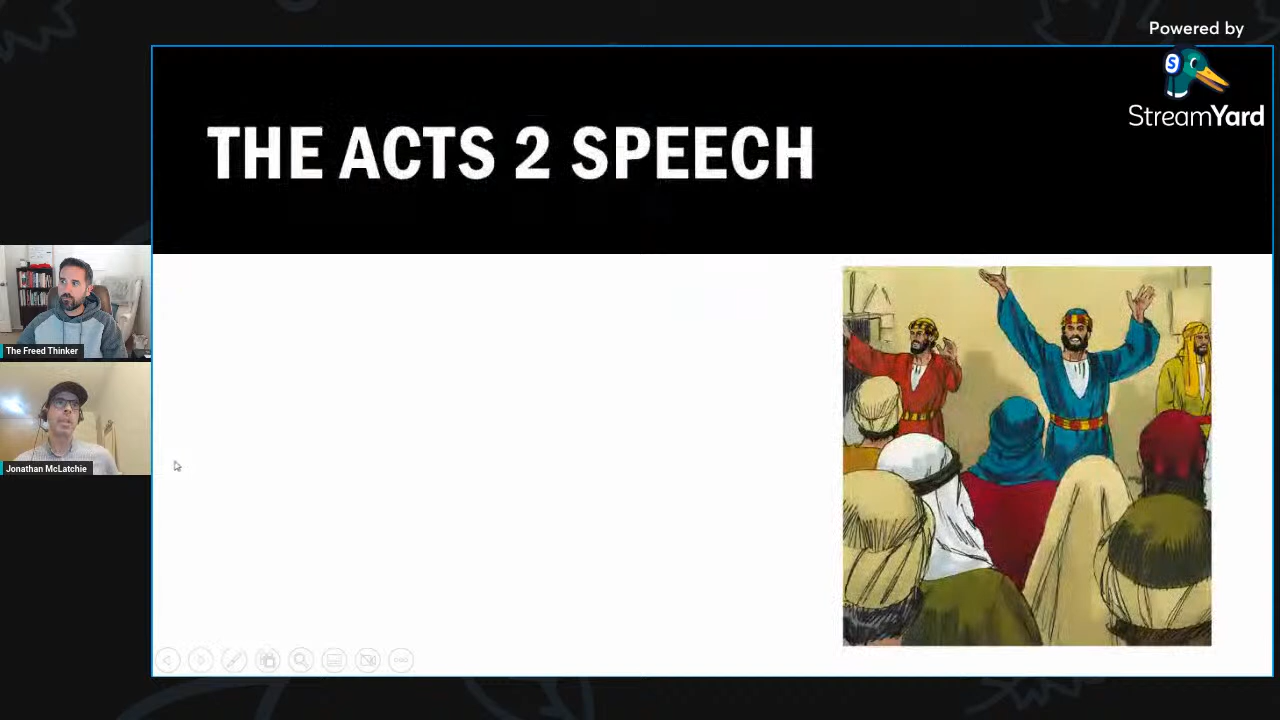 Powered by
S
StreamYard
THE ACTS 2 SPEECH
The Freed Thinker
Jonathan McLatchie